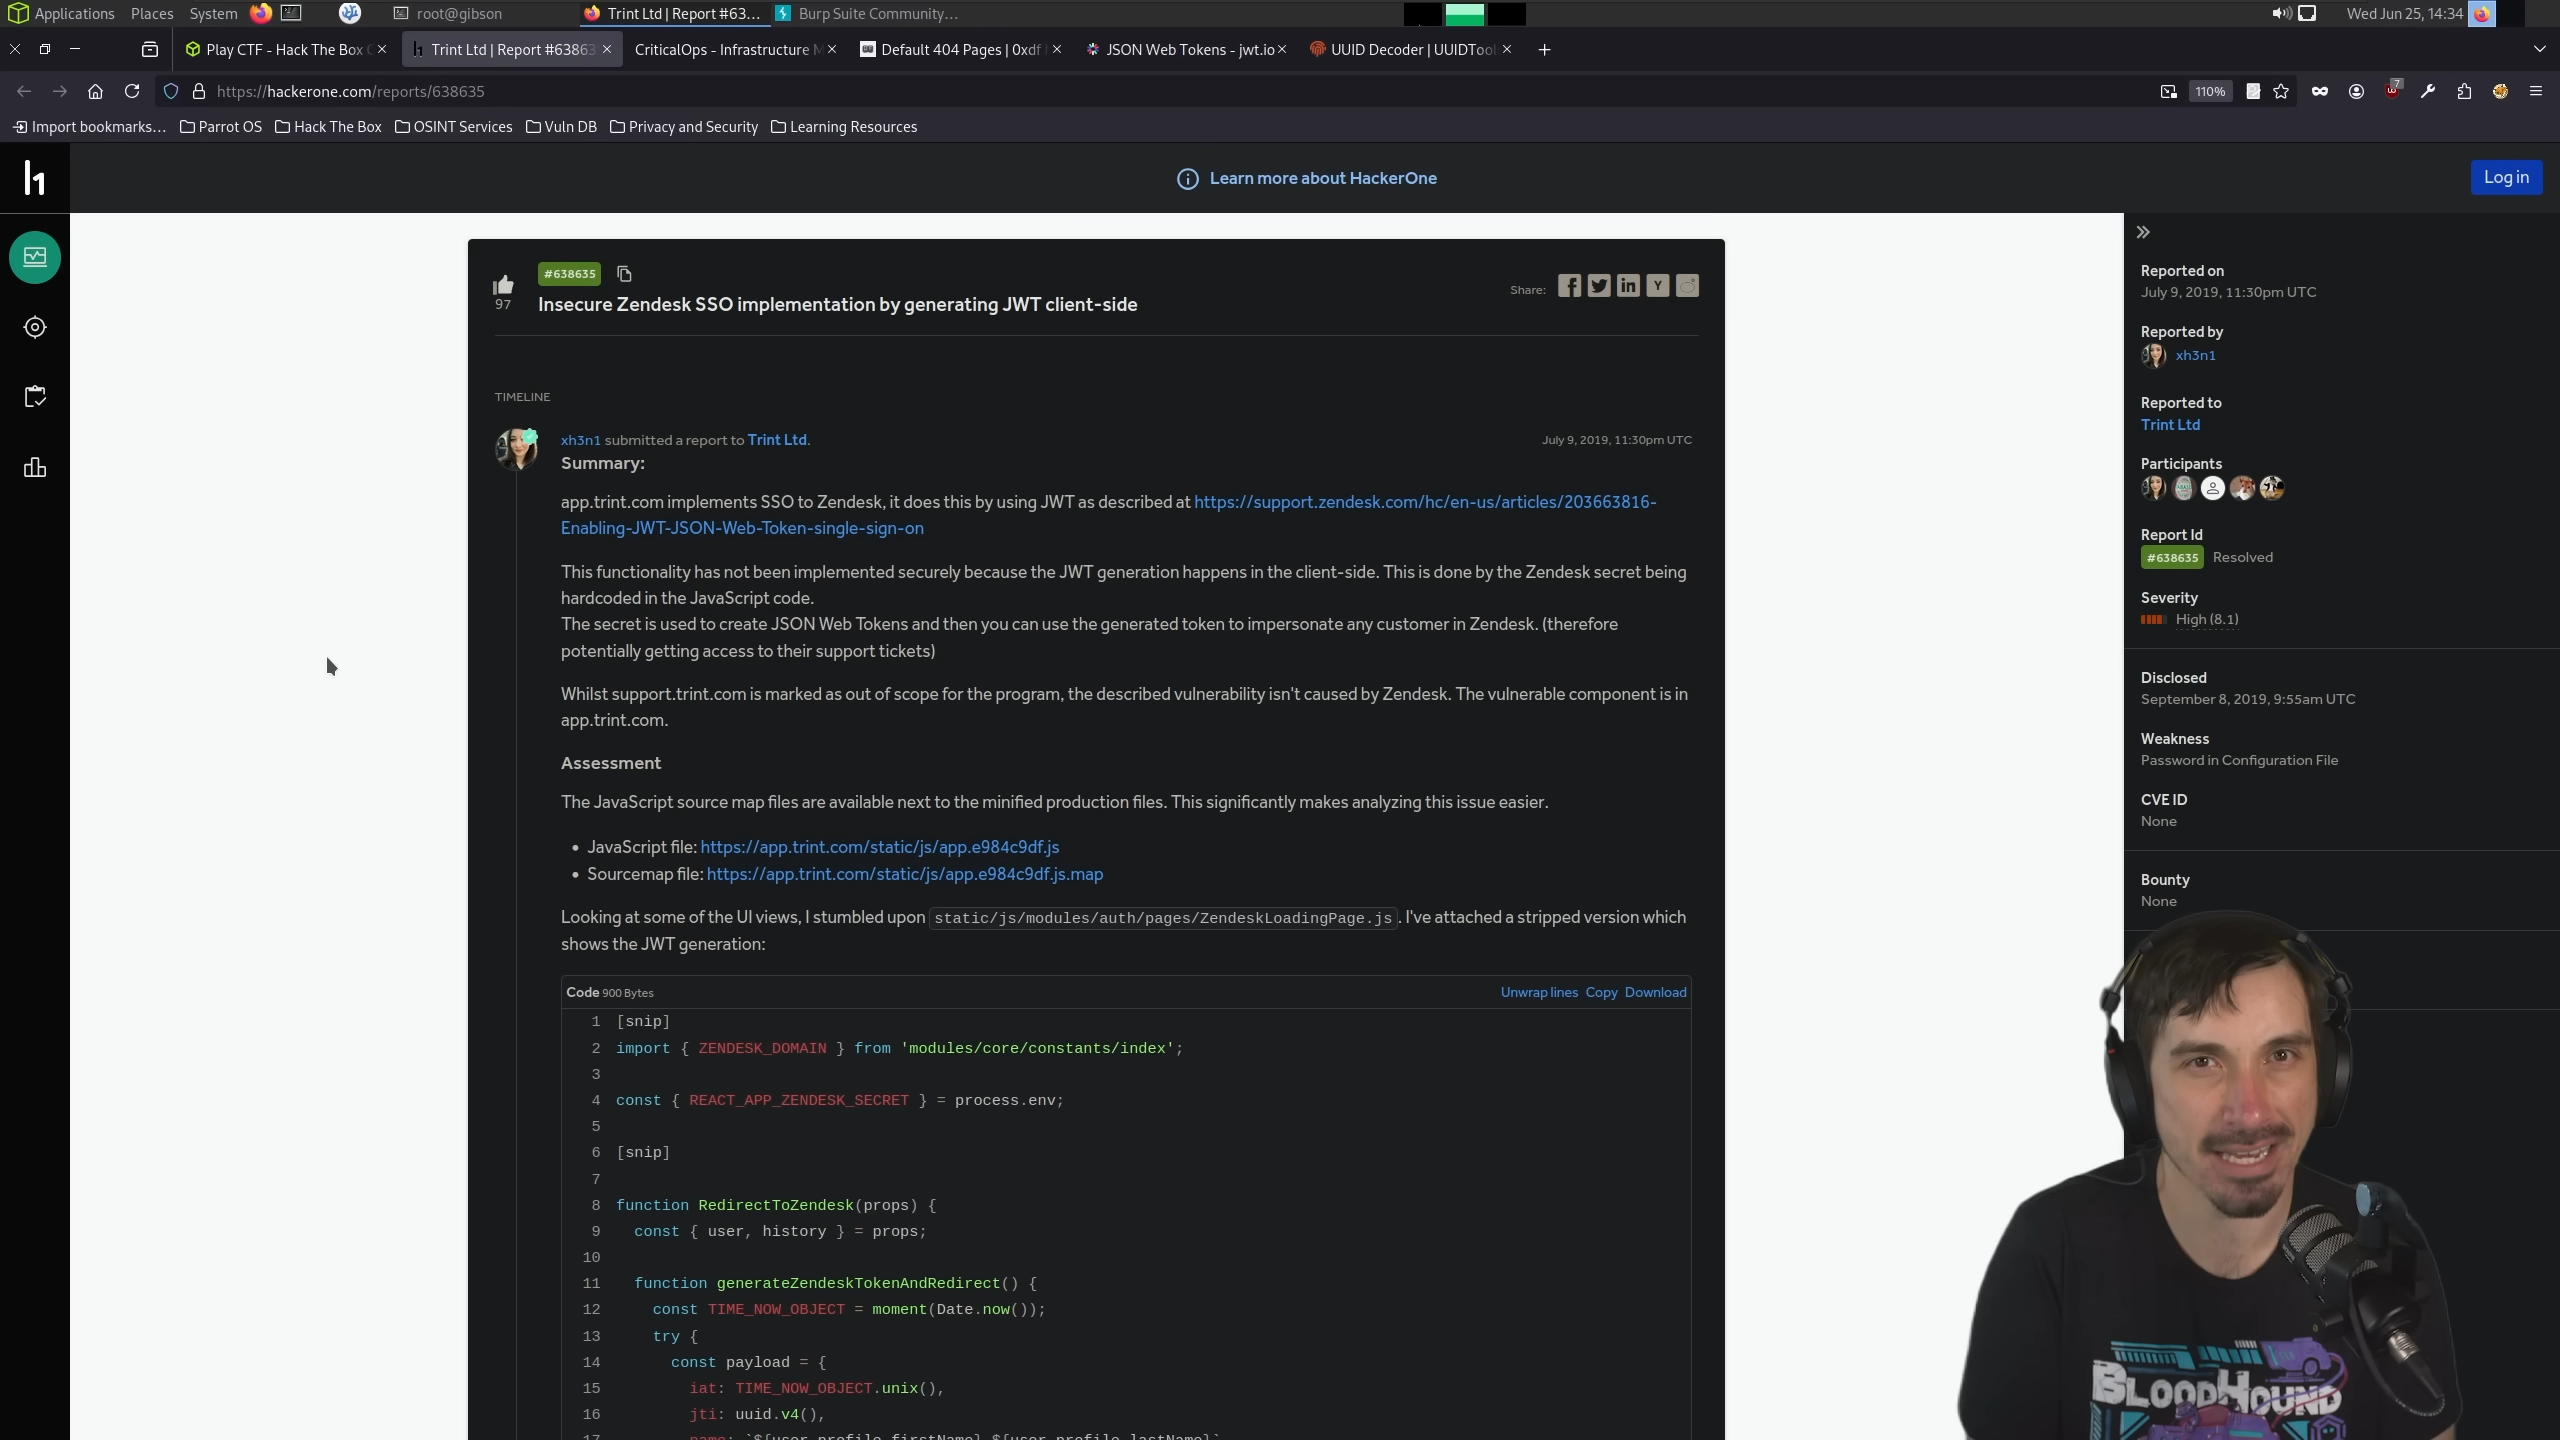 Applications Places System root@gibson Trint Ltd | Report #63... Burp Suite Community... Wed Jun 25, 14:34
Play CTF - Hack The Box C Trint Ltd | Report #63863 CriticalOps - Infrastructure M Default 404 Pages | 0xdf JSON Web Tokens - jwt.io UUID Decoder | UUIDTool
https://hackerone.com/reports/638635 110% 7
Import bookmarks... Parrot OS Hack The Box OSINT Services Vuln DB Privacy and Security Learning Resources
Learn more about HackerOne Log in
97
#638635
Insecure Zendesk SSO implementation by generating JWT client-side
Share:
TIMELINE
xh3n1 submitted a report to Trint Ltd. July 9, 2019, 11:30pm UTC
Summary:
app.trint.com implements SSO to Zendesk, it does this by using JWT as described at https://support.zendesk.com/hc/en-us/articles/203663816-
Enabling-JWT-JSON-Web-Token-single-sign-on
This functionality has not been implemented securely because the JWT generation happens in the client-side. This is done by the Zendesk secret being
hardcoded in the JavaScript code.
The secret is used to create JSON Web Tokens and then you can use the generated token to impersonate any customer in Zendesk. (therefore
potentially getting access to their support tickets)
Whilst support.trint.com is marked as out of scope for the program, the described vulnerability isn't caused by Zendesk. The vulnerable component is in
app.trint.com.
Assessment
The JavaScript source map files are available next to the minified production files. This significantly makes analyzing this issue easier.
• JavaScript file: https://app.trint.com/static/js/app.e984c9df.js
• Sourcemap file: https://app.trint.com/static/js/app.e984c9df.js.map
Looking at some of the UI views, I stumbled upon static/js/modules/auth/pages/ZendeskLoadingPage.js. I've attached a stripped version which
shows the JWT generation:
Code 900 Bytes Unwrap lines Copy Download
1 [snip]
2 import { ZENDESK_DOMAIN } from 'modules/core/constants/index';
3
4 const { REACT_APP_ZENDESK_SECRET } = process.env;
5
6 [snip]
7
8 function RedirectToZendesk(props) {
9 const { user, history } = props;
10
11 function generateZendeskTokenAndRedirect() {
12 const TIME_NOW_OBJECT = moment(Date.now());
13 try {
14 const payload = {
15 iat: TIME_NOW_OBJECT.unix(),
16 jti: uuid.v4(),
17 name: `${user.profile.firstName} ${user.profile.lastName}`
Reported on
July 9, 2019, 11:30pm UTC
Reported by
xh3n1
Reported to
Trint Ltd
Participants
Report Id
#638635 Resolved
Severity
High (8.1)
Disclosed
September 8, 2019, 9:55am UTC
Weakness
Password in Configuration File
CVE ID
None
Bounty
None
BLOODHOUND